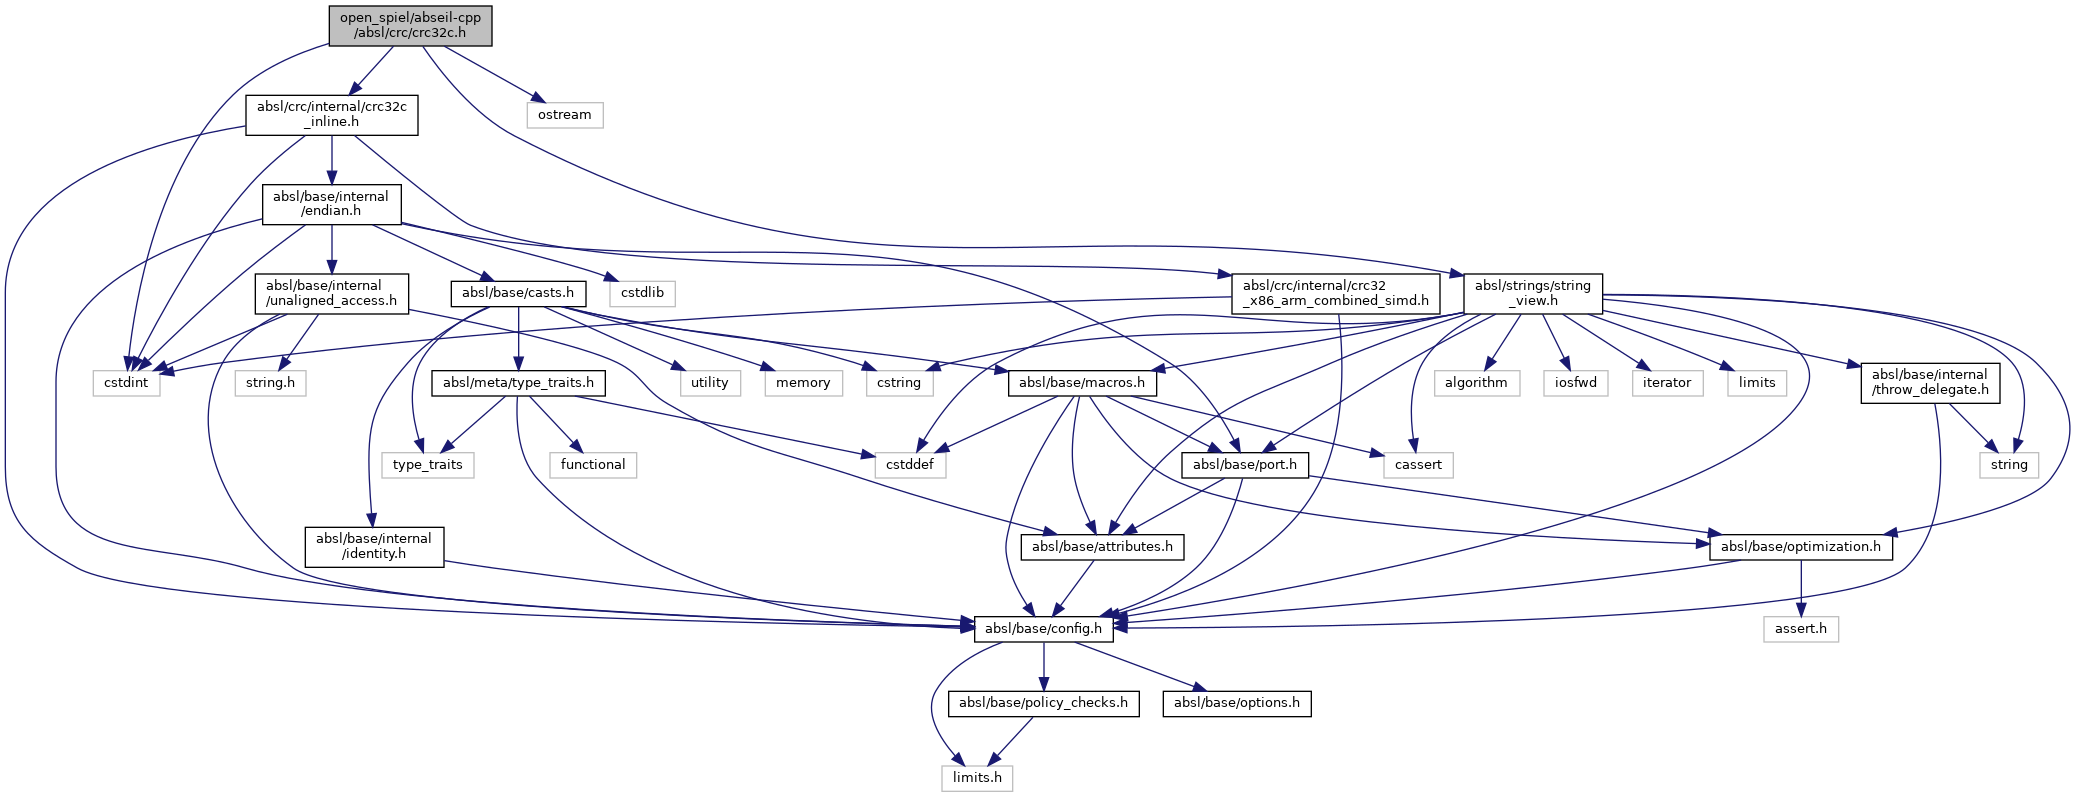 open_spiel/abseil-cpp
/absl/crc/crc32c.h
absl/crc/internal/crc32c
_inline.h
ostream
absl/base/internal
/endian.h
absl/base/internal
/unaligned_access.h
absl/base/casts.h
cstdlib
absl/crc/internal/crc32
_x86_arm_combined_simd.h
absl/strings/string
_view.h
cstdint
string.h
absl/meta/type_traits.h
utility
memory
cstring
absl/base/macros.h
algorithm
iosfwd
iterator
limits
absl/base/internal
/throw_delegate.h
type_traits
functional
cstddef
absl/base/port.h
cassert
string
absl/base/internal
/identity.h
absl/base/attributes.h
absl/base/optimization.h
absl/base/config.h
assert.h
absl/base/policy_checks.h
absl/base/options.h
limits.h